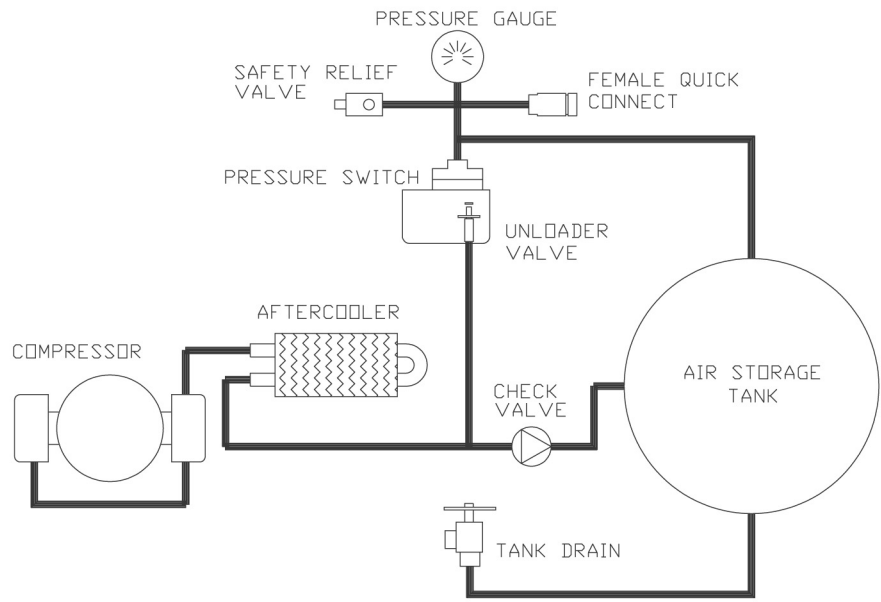 PRESSURE GAUGE
SAFETY RELIEF
VALVE
FEMALE QUICK
CONNECT
PRESSURE SWITCH
UNLOADER
VALVE
AFTERCOOLER
COMPRESSOR
AIR STORAGE
TANK
CHECK
VALVE
TANK DRAIN